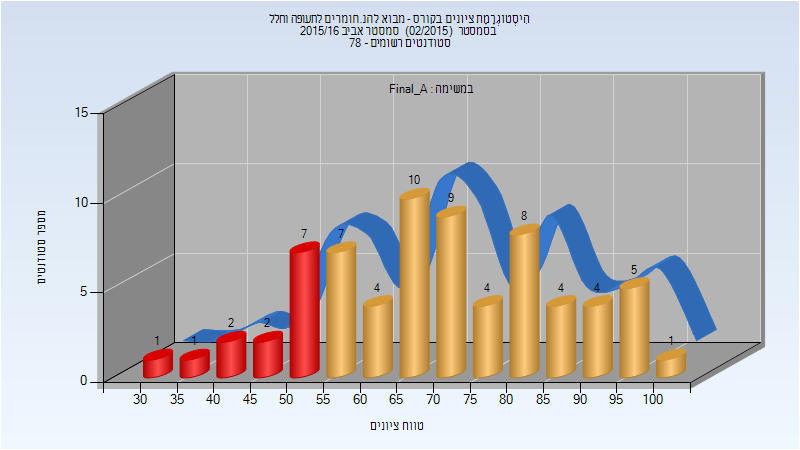 היסטוגרמת ציונים בקורס - מבוא להנ.חומרים לתעופה וחלל
בסמסטר (02/2015) סמסטר אביב 2015/16
סטודנטים רשומים - 78
במשימה : Final_A
15
10
5
0
מספר סטודנטים
1
1
2
2
7
7
4
10
9
4
8
4
4
5
1
30 35 40 45 50 55 60 65 70 75 80 85 90 95 100
טווח ציונים